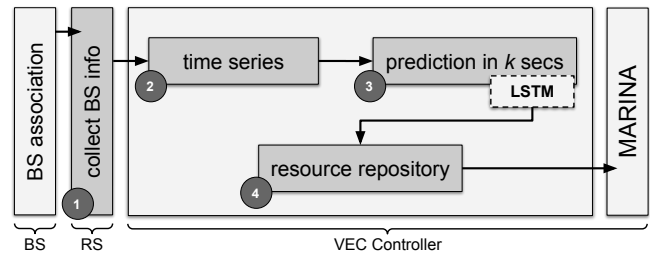 BS association
collect BS info
1
time series
2
prediction in k secs
3
LSTM
resource repository
4
MARINA
BS
RS
VEC Controller